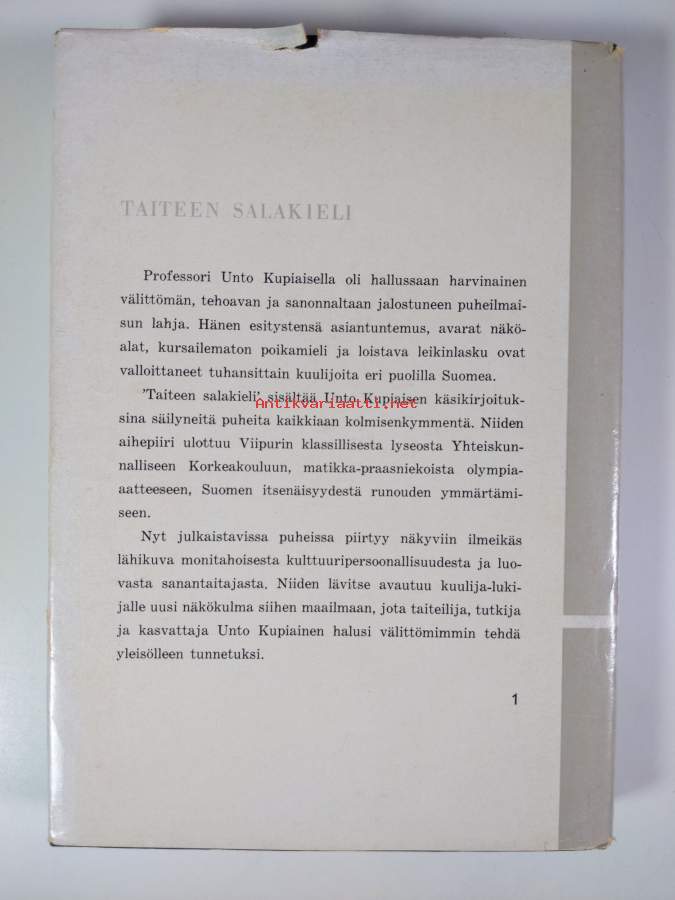 TAITEEN SALAKIELI
Professori Unto Kupiaisella oli hallussaan harvinainen
välittömän, tehoavan ja sanonnaltaan jalostuneen puheilmai-
sun lahja. Hänen esitystensä asiantuntemus, avarat näkö-
alat, kursailematon poikamieli ja loistava leikinlasku ovat
valloittaneet tuhansittain kuulijoita eri puolilla Suomea.
'Taiteen salakieli' sisältää Unto Kupiaisen käsikirjoituk-
Antikvariaatti.net
sina säilyneitä puheita kaikkiaan kolmisenkymmentä. Niiden
aihepiiri ulottuu Viipurin klassillisesta lyseosta Yhteiskun-
nalliseen Korkeakouluun, matikka-praasniekoista olympia-
aatteeseen, Suomen itsenäisyydestä runouden ymmärtämi-
seen.
Nyt julkaistavissa puheissa piirtyy näkyviin ilmeikäs
lähikuva monitahoisesta kulttuuripersoonallisuudesta ja luo-
vasta sanantaitajasta. Niiden lävitse avautuu kuulija-luki-
jalle uusi näkökulma siihen maailmaan, jota taiteilija, tutkija
ja kasvattaja Unto Kupiainen halusi välittömimmin tehdä
yleisölleen tunnetuksi.
1